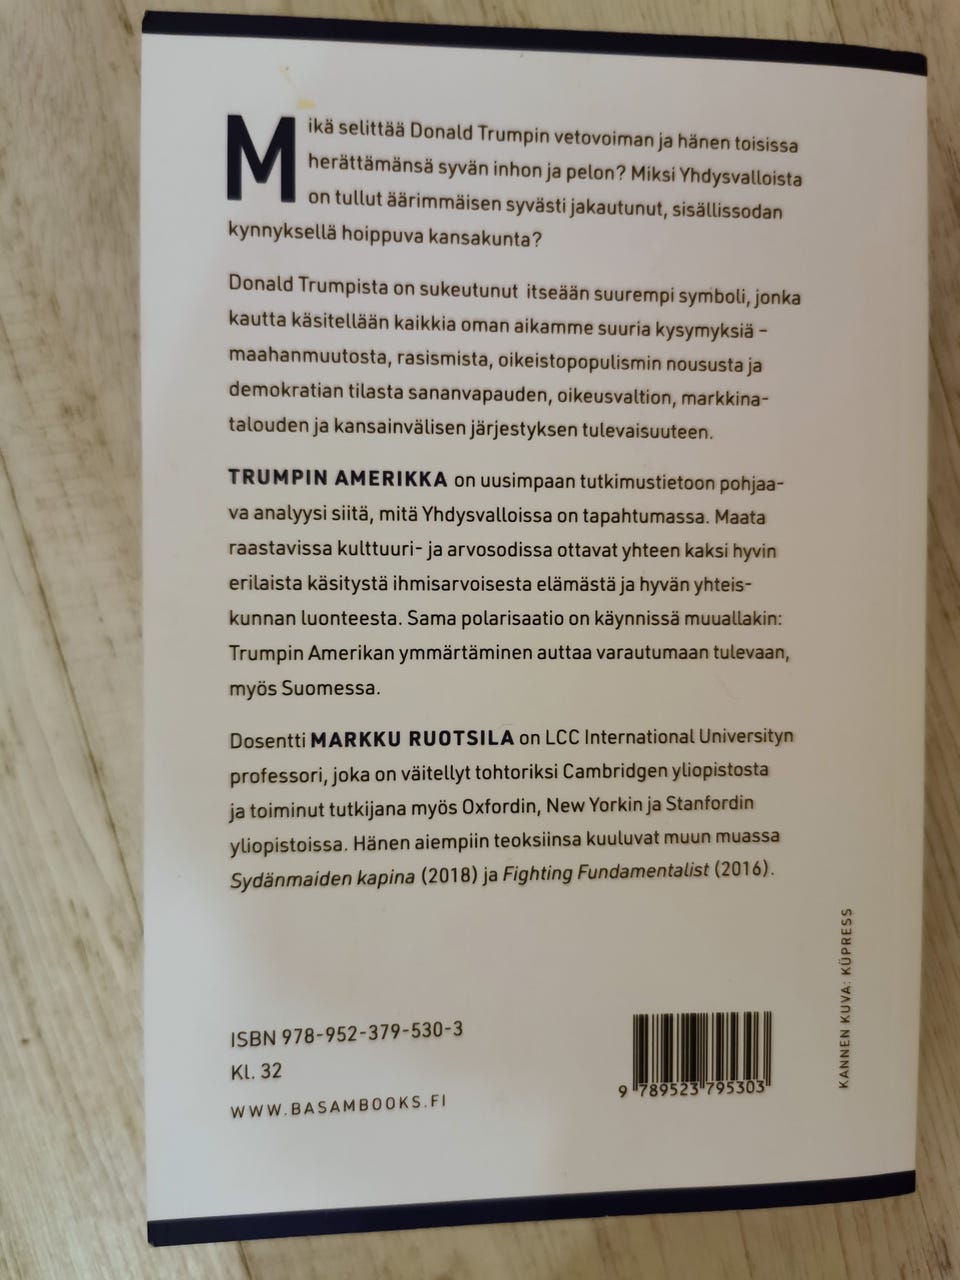 Mikä selittää Donald Trumpin vetovoiman ja hänen toisissa
herättämänsä syvän inhon ja pelon? Miksi Yhdysvalloista
on tullut äärimmäisen syvästi jakautunut, sisällissodan
kynnyksellä hoippuva kansakunta?
Donald Trumpista on sukeutunut itseään suurempi symboli, jonka
kautta käsitellään kaikkia oman aikamme suuria kysymyksiä –
maahanmuutosta, rasismista, oikeistopopulismin noususta ja
demokratian tilasta sananvapauden, oikeusvaltion, markkina-
talouden ja kansainvälisen järjestyksen tulevaisuuteen.
TRUMPIN AMERIKKA on uusimpaan tutkimustietoon pohjaa-
va analyysi siitä, mitä Yhdysvalloissa on tapahtumassa. Maata
raastavissa kulttuuri- ja arvosodissa ottavat yhteen kaksi hyvin
erilaista käsitystä ihmisarvoisesta elämästä ja hyvän yhteis-
kunnan luonteesta. Sama polarisaatio on käynnissä muuallakin:
Trumpin Amerikan ymmärtäminen auttaa varautumaan tulevaan,
myös Suomessa.
Dosentti MARKKU RUOTSILA on LCC International Universityn
professori, joka on väitellyt tohtoriksi Cambridgen yliopistosta
ja toiminut tutkijana myös Oxfordin, New Yorkin ja Stanfordin
yliopistoissa. Hänen aiempiin teoksiinsa kuuluvat muun muassa
Sydänmaiden kapina (2018) ja Fighting Fundamentalist (2016).
KANNEN KUVA: KÜPRESS
ISBN 978-952-379-530-3
Kl. 32
WWW.BASAMBOOKS.FI
9 789523 795303